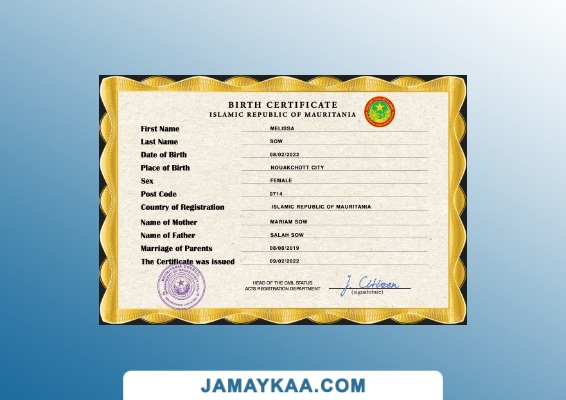 BIRTH CERTIFICATE
ISLAMIC REPUBLIC OF MAURITANIA
First Name MELISSA
Last Name SOW
Date of Birth 08/02/2022
Place of Birth NOUAKCHOTT CITY
Sex FEMALE
Post Code 0714
Country of Registration ISLAMIC REPUBLIC OF MAURITANIA
Name of Mother MARIAM SOW
Name of Father SALAH SOW
Marriage of Parents 08/08/2019
The Certificate was issued 09/02/2022
HEAD OF THE CIVIL STATUS
ACTS REGISTRATION DEPARTMENT
J. Citizen
(signature)
JAMAYKAA.COM